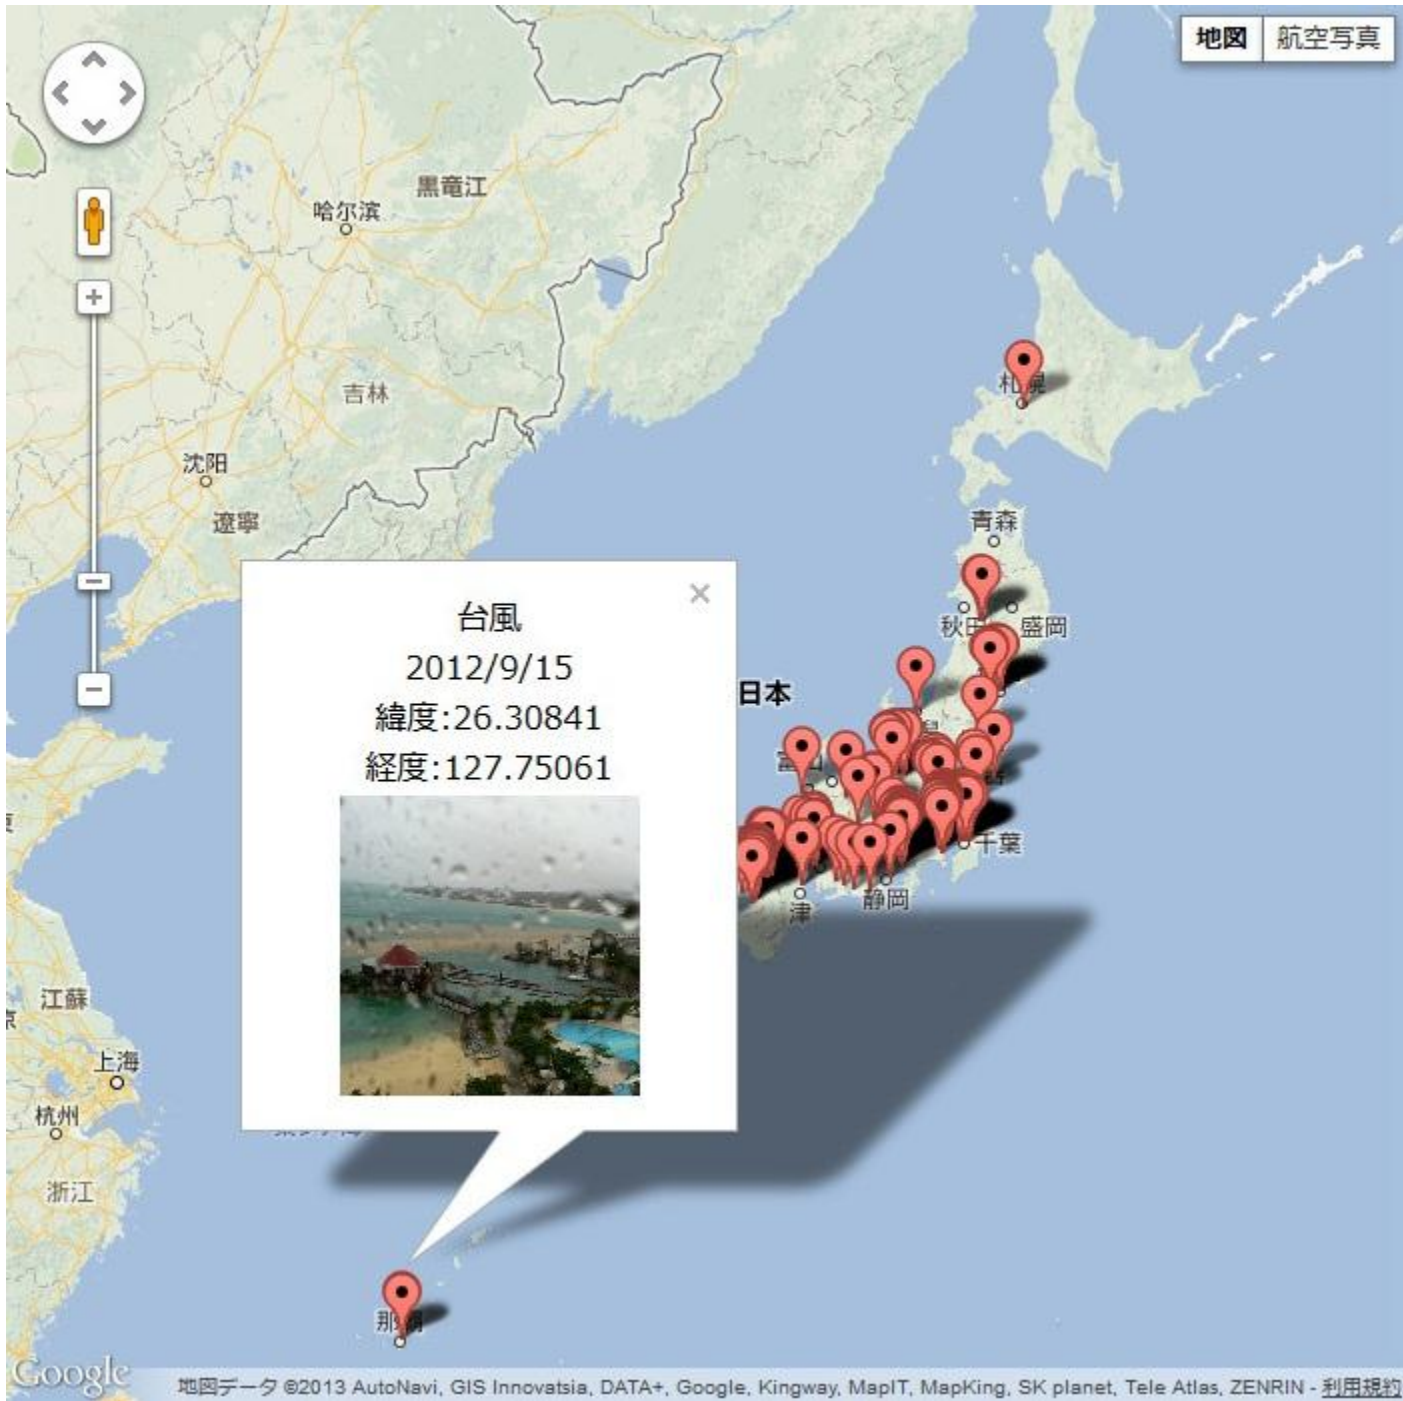 地図 航空写真
黒竜江
哈尔滨
吉林
沈阳
遼寧
青森
秋田
盛岡
台風
2012/9/15
緯度:26.30841
経度:127.75061
日本
千葉
静岡
津
江蘇
上海
杭州
浙江
Google
地図データ ©2013 AutoNavi, GIS Innovatsia, DATA+, Google, Kingway, MapIT, MapKing, SK planet, Tele Atlas, ZENRIN - 利用規約